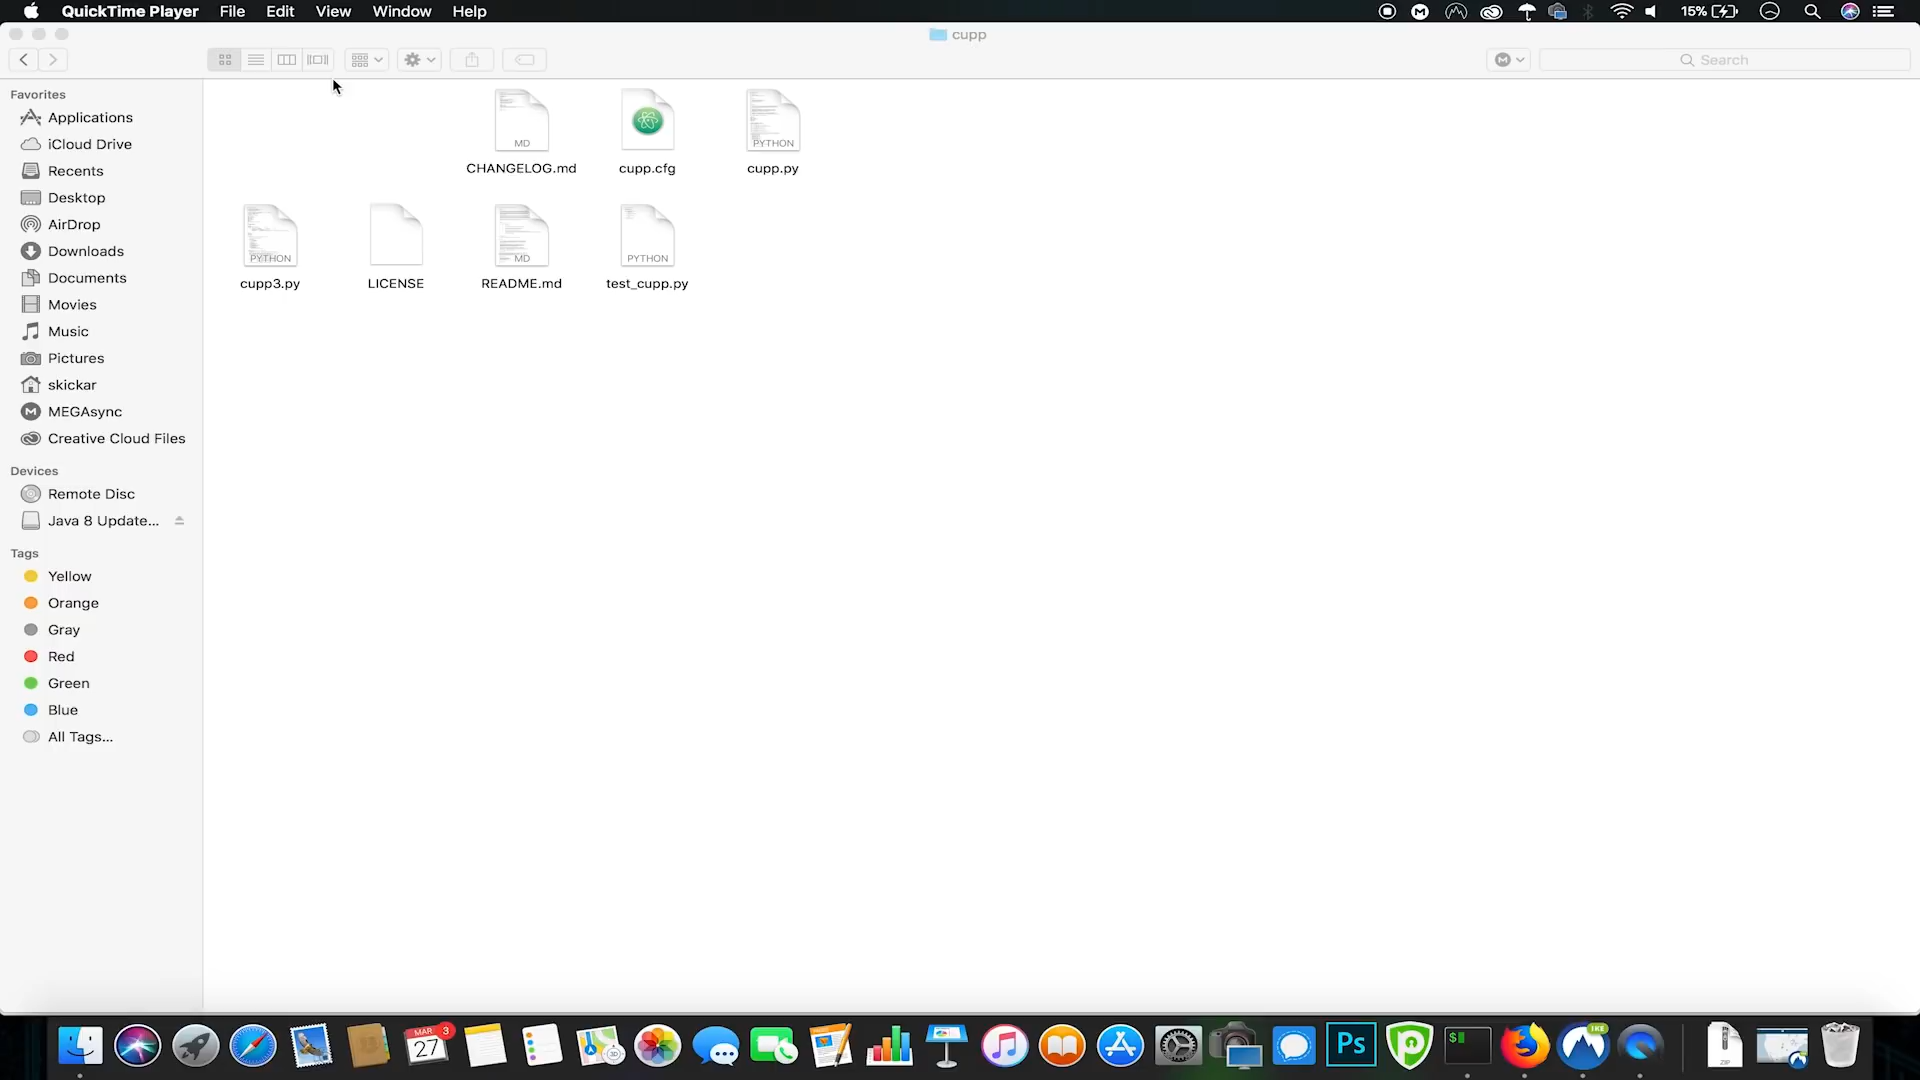 QuickTime Player File Edit View Window Help 15%
cupp
Search
Favorites
Applications
iCloud Drive
Recents
Desktop
AirDrop
Downloads
Documents
Movies
Music
Pictures
skickar
MEGAsync
Creative Cloud Files
Devices
Remote Disc
Java 8 Update...
Tags
Yellow
Orange
Gray
Red
Green
Blue
All Tags...
MD
PYTHON
CHANGELOG.md cupp.cfg cupp.py
PYTHON MD PYTHON
cupp3.py LICENSE README.md test_cupp.py
MAR 3
27
3D
Ps
$
IKE
ZIP